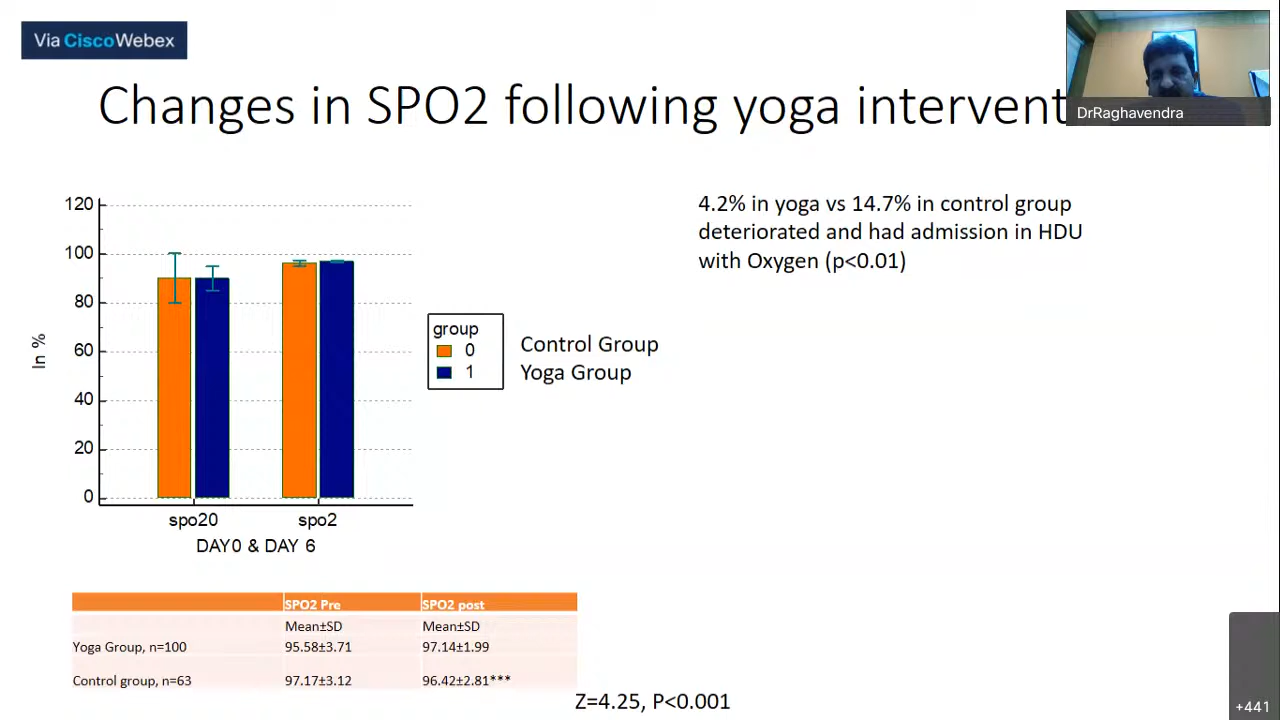 Via CiscoWebex
DrRaghavendra
Changes in SPO2 following yoga intervent
120
100
80
60
40
20
0
In %
spo20 spo2
DAY0 & DAY 6
group
0 Control Group
1 Yoga Group
4.2% in yoga vs 14.7% in control group
deteriorated and had admission in HDU
with Oxygen (p<0.01)
SPO2 Pre SPO2 post
Mean±SD Mean±SD
Yoga Group, n=100 95.58±3.71 97.14±1.99
Control group, n=63 97.17±3.12 96.42±2.81***
Z=4.25, P<0.001
+441